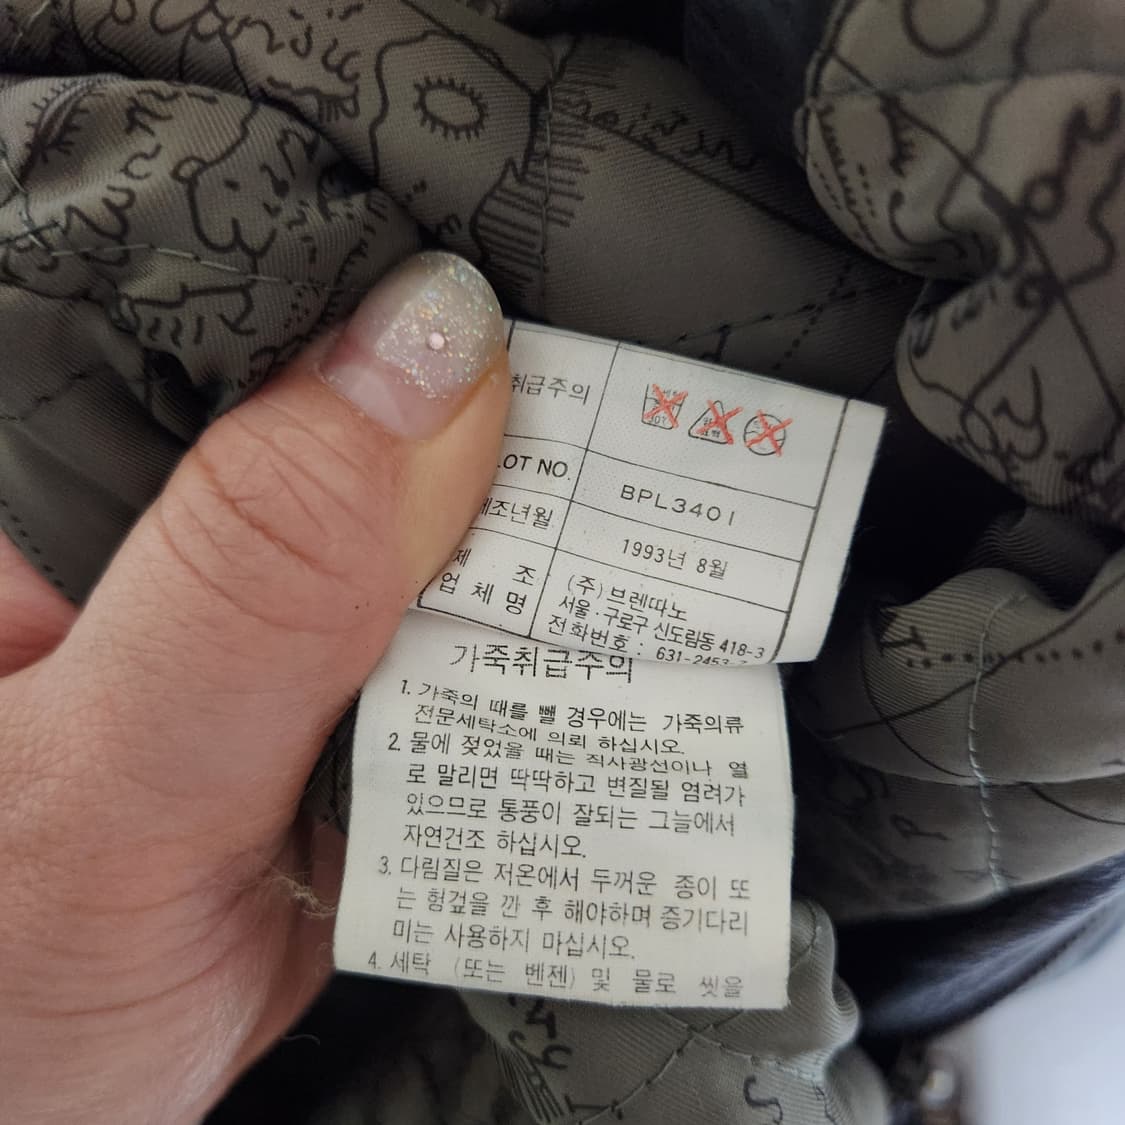 취급주의
LOT NO.
BPL3401
제조년월
1993년 8월
제 조
업 체 명
(주) 브렌따노
서울·구로구 신도림동 418-3
전화번호 : 631-2453
가죽취급주의
1. 가죽의 때를 뺄 경우에는 가죽의류
전문세탁소에 의뢰 하십시오.
2. 물에 젖었을 때는 직사광선이나 열
로 말리면 딱딱하고 변질될 염려가
있으므로 통풍이 잘되는 그늘에서
자연건조 하십시오.
3. 다림질은 저온에서 두꺼운 종이 또
는 헝겊을 깐 후 해야하며 증기다리
미는 사용하지 마십시오.
4. 세탁 (또는 벤젠) 및 물로 씻을